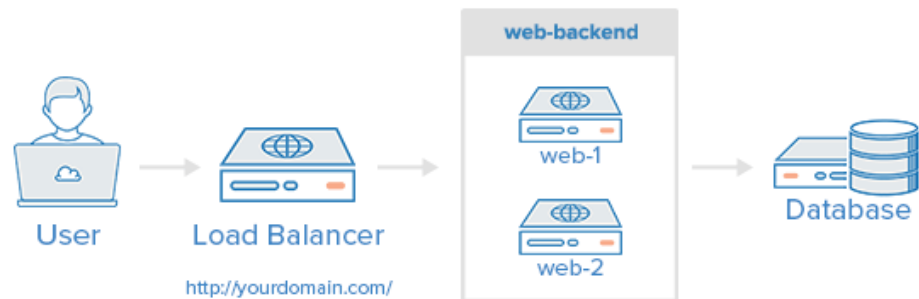 web-backend
web-1
User
Load Balancer
web-2
Database
http://yourdomain.com/